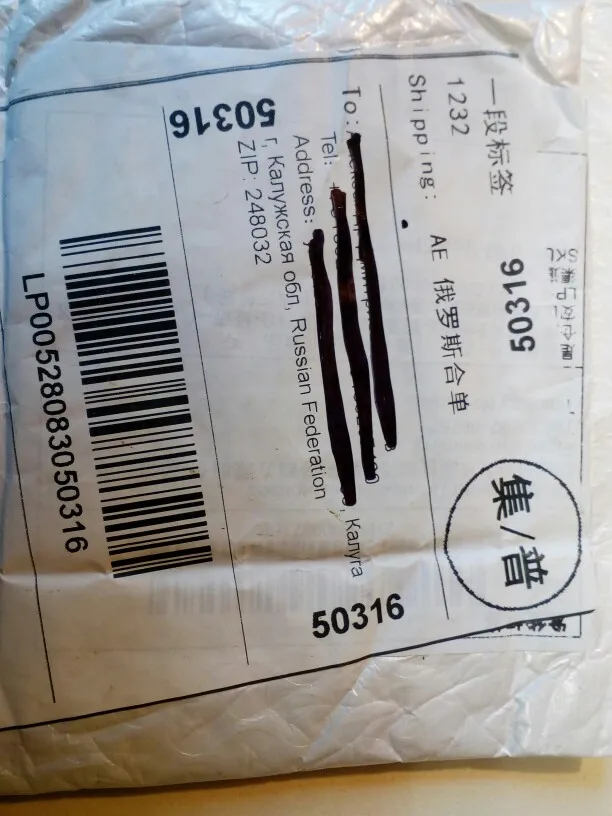 一段标签
1232
50316
Shipping: AE 俄罗斯合单
集/普
To:
Tel:
Address: , Калуга
г, Калужская обл, Russian Federation
ZIP: 248032
50316
50316
LP00528083050316